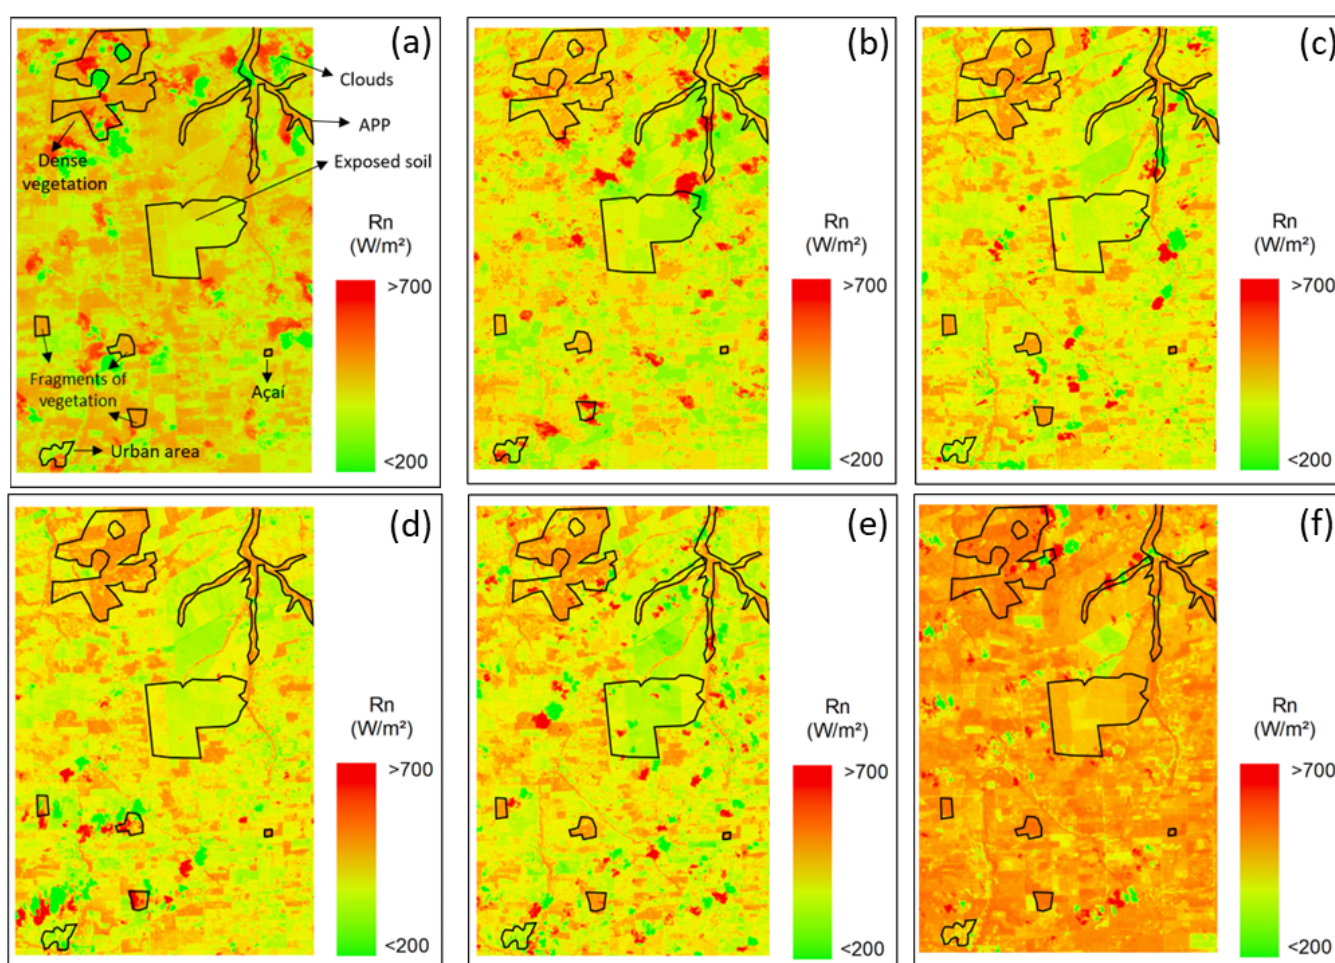 (a)
Clouds
APP
Exposed soil
Dense
vegetation
Rn
(W/m²)
>700
<200
Fragments of
vegetation
Açaí
Urban area
(b)
Rn
(W/m²)
>700
<200
(c)
Rn
(W/m²)
>700
<200
(d)
Rn
(W/m²)
>700
<200
(e)
Rn
(W/m²)
>700
<200
(f)
Rn
(W/m²)
>700
<200